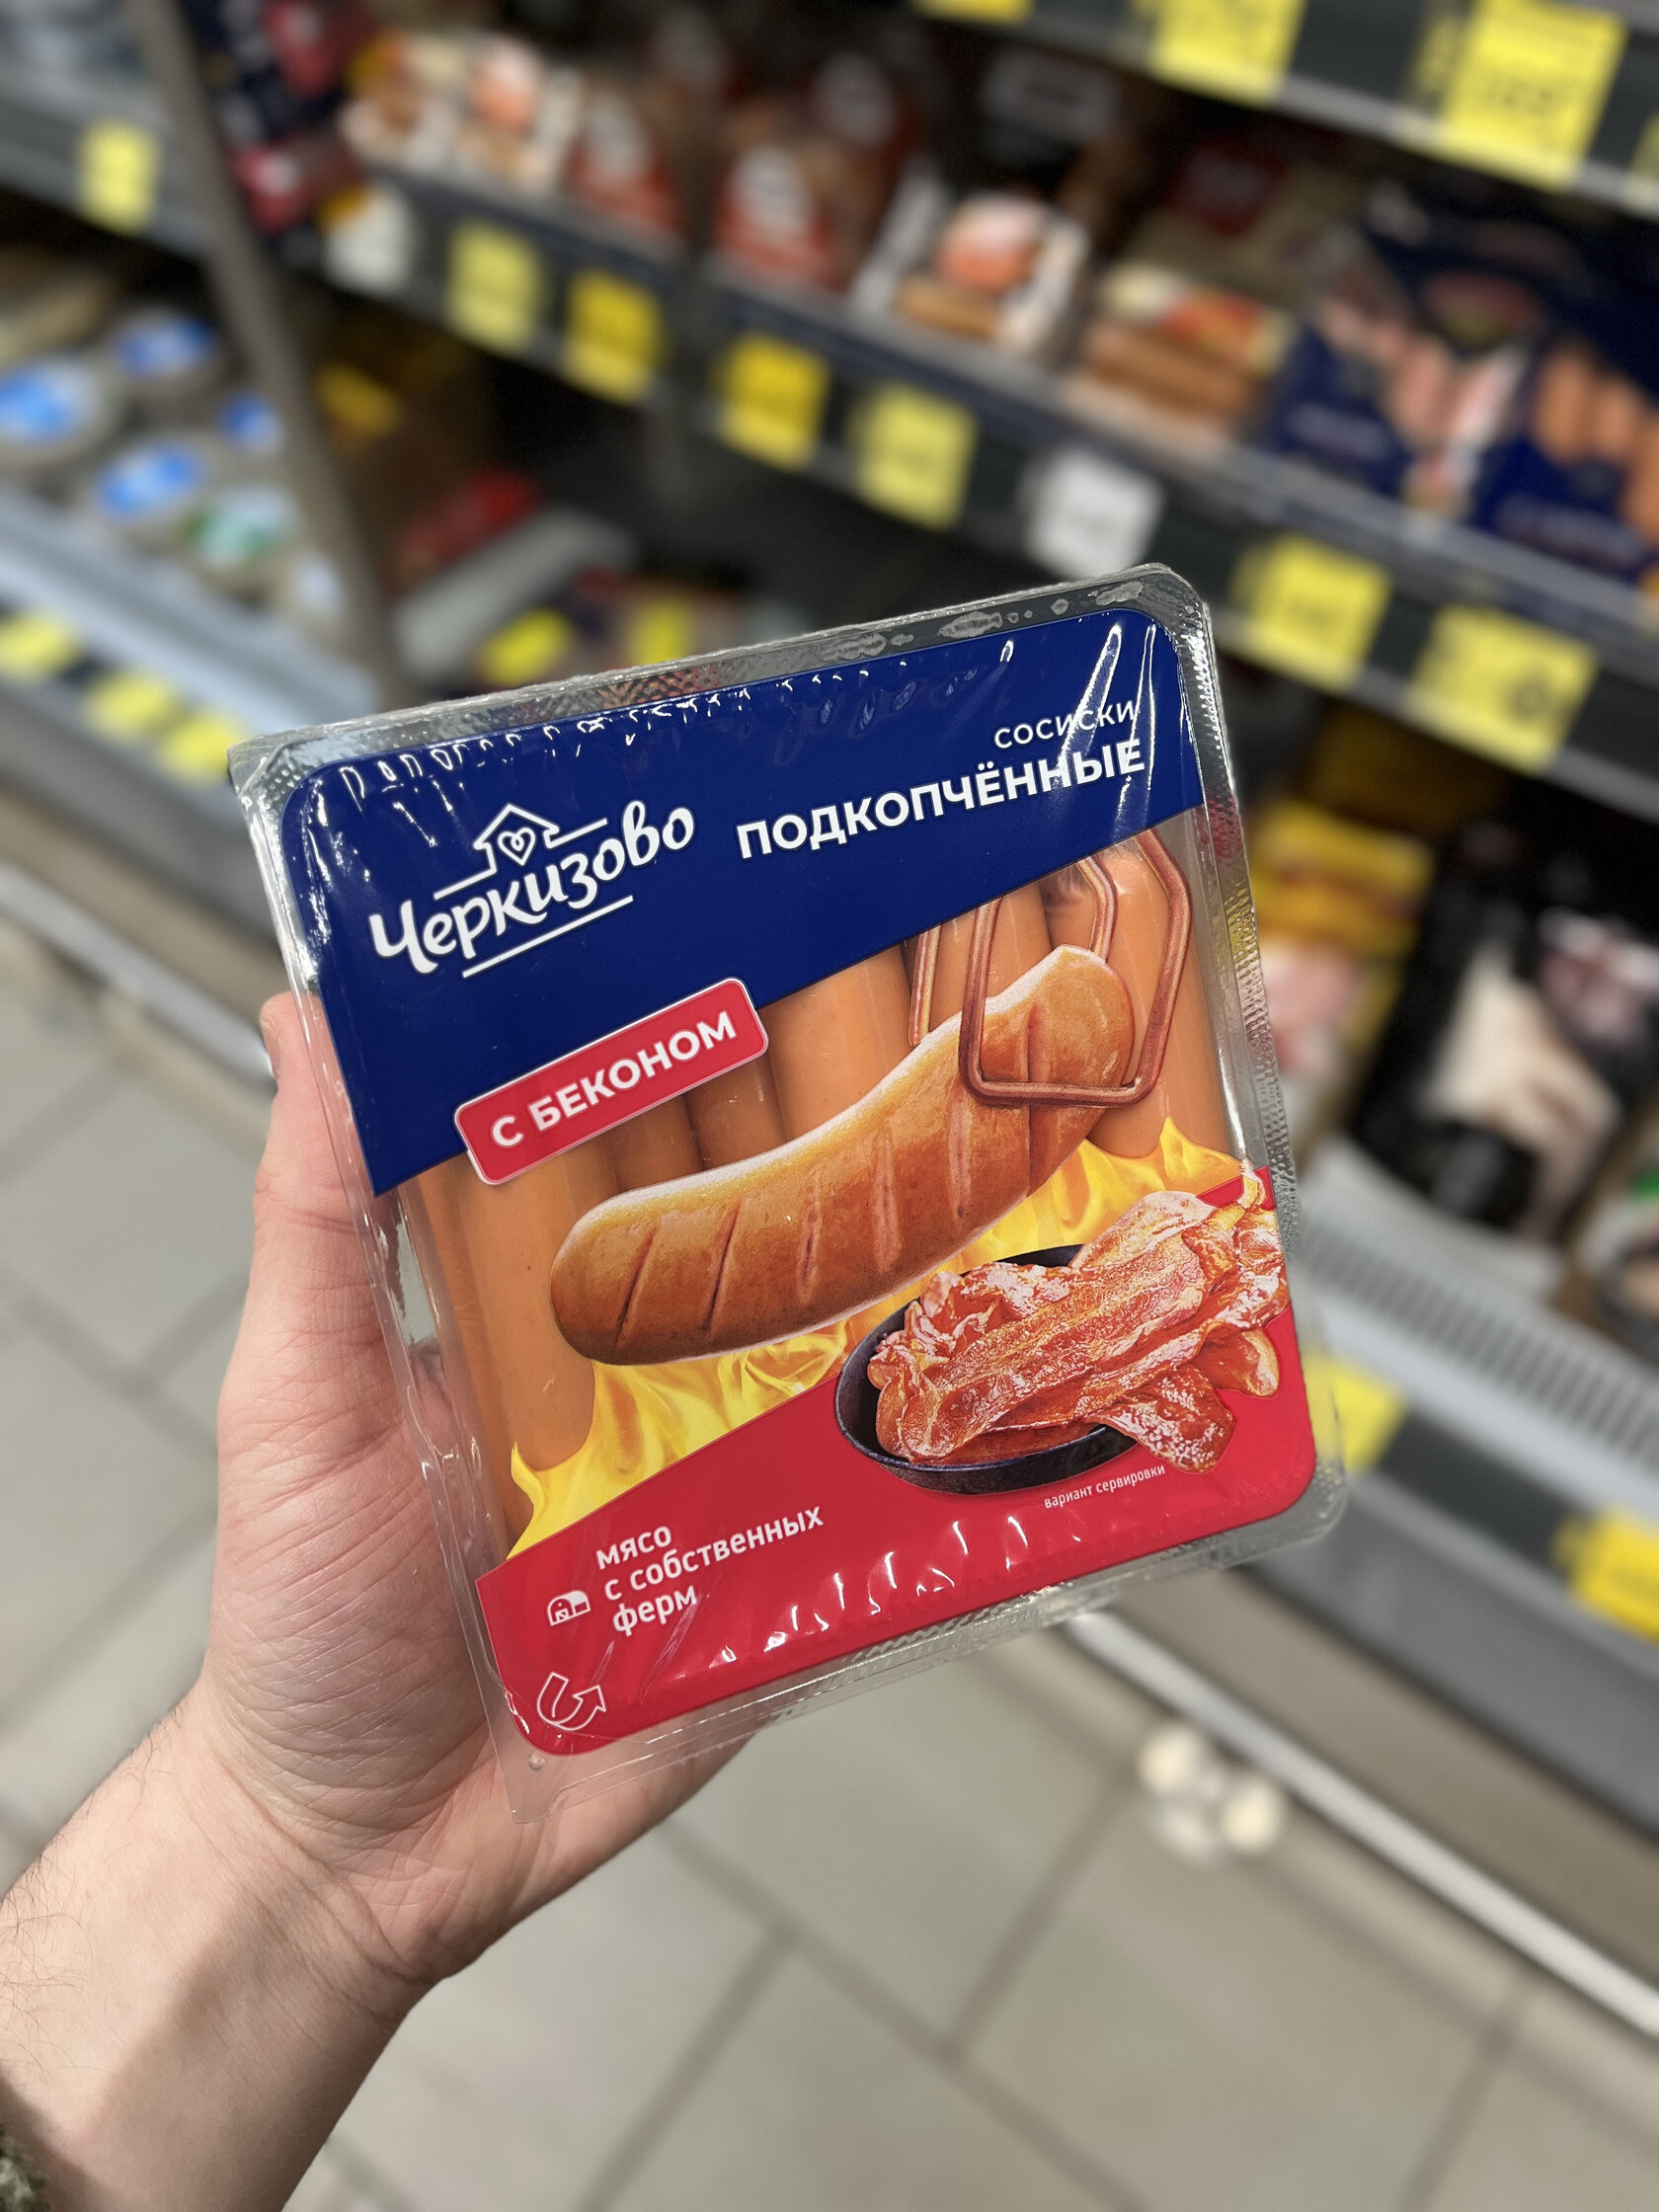 Черкизово
СОСИСКИ
ПОДКОПЧЁННЫЕ
С БЕКОНОМ
вариант сервировки
мясо
с собственных
ферм